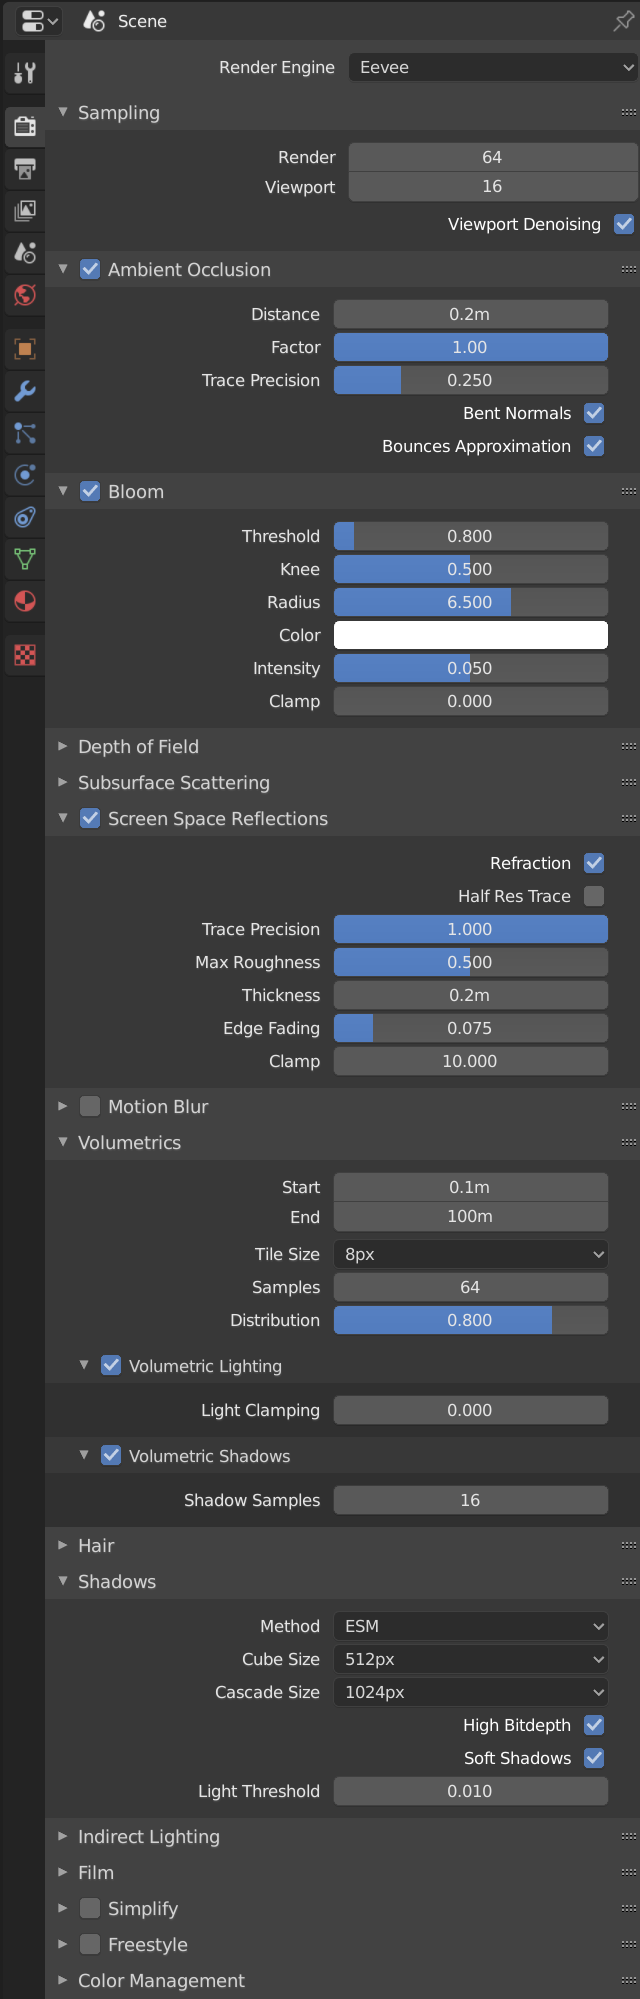 Scene
Render Engine Eevee
Sampling
Render 64
Viewport 16
Viewport Denoising
Ambient Occlusion
Distance 0.2m
Factor 1.00
Trace Precision 0.250
Bent Normals
Bounces Approximation
Bloom
Threshold 0.800
Knee 0.500
Radius 6.500
Color
Intensity 0.050
Clamp 0.000
Depth of Field
Subsurface Scattering
Screen Space Reflections
Refraction
Half Res Trace
Trace Precision 1.000
Max Roughness 0.500
Thickness 0.2m
Edge Fading 0.075
Clamp 10.000
Motion Blur
Volumetrics
Start 0.1m
End 100m
Tile Size 8px
Samples 64
Distribution 0.800
Volumetric Lighting
Light Clamping 0.000
Volumetric Shadows
Shadow Samples 16
Hair
Shadows
Method ESM
Cube Size 512px
Cascade Size 1024px
High Bitdepth
Soft Shadows
Light Threshold 0.010
Indirect Lighting
Film
Simplify
Freestyle
Color Management